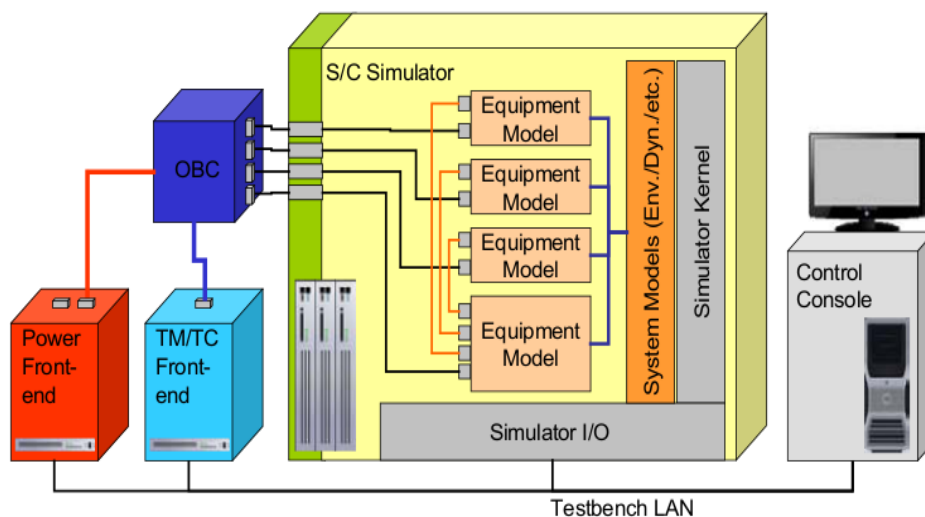 S/C Simulator
Equipment
Model
Equipment
Model
Equipment
Model
Equipment
Model
System Models (Env./Dyn./etc.)
Simulator Kernel
OBC
Power
Front-
end
TM/TC
Front-
end
Control
Console
Simulator I/O
Testbench LAN